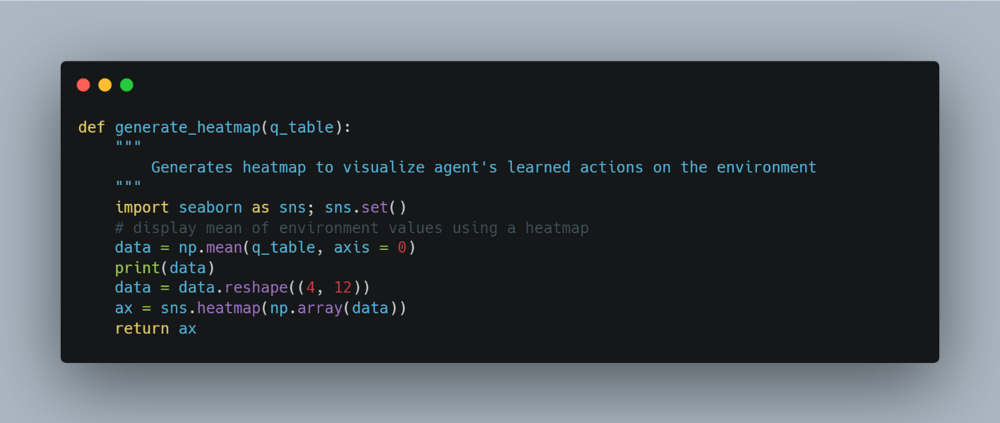 def generate_heatmap(q_table):
    """
        Generates heatmap to visualize agent's learned actions on the environment
    """
    import seaborn as sns; sns.set()
    # display mean of environment values using a heatmap
    data = np.mean(q_table, axis = 0)
    print(data)
    data = data.reshape((4, 12))
    ax = sns.heatmap(np.array(data))
    return ax